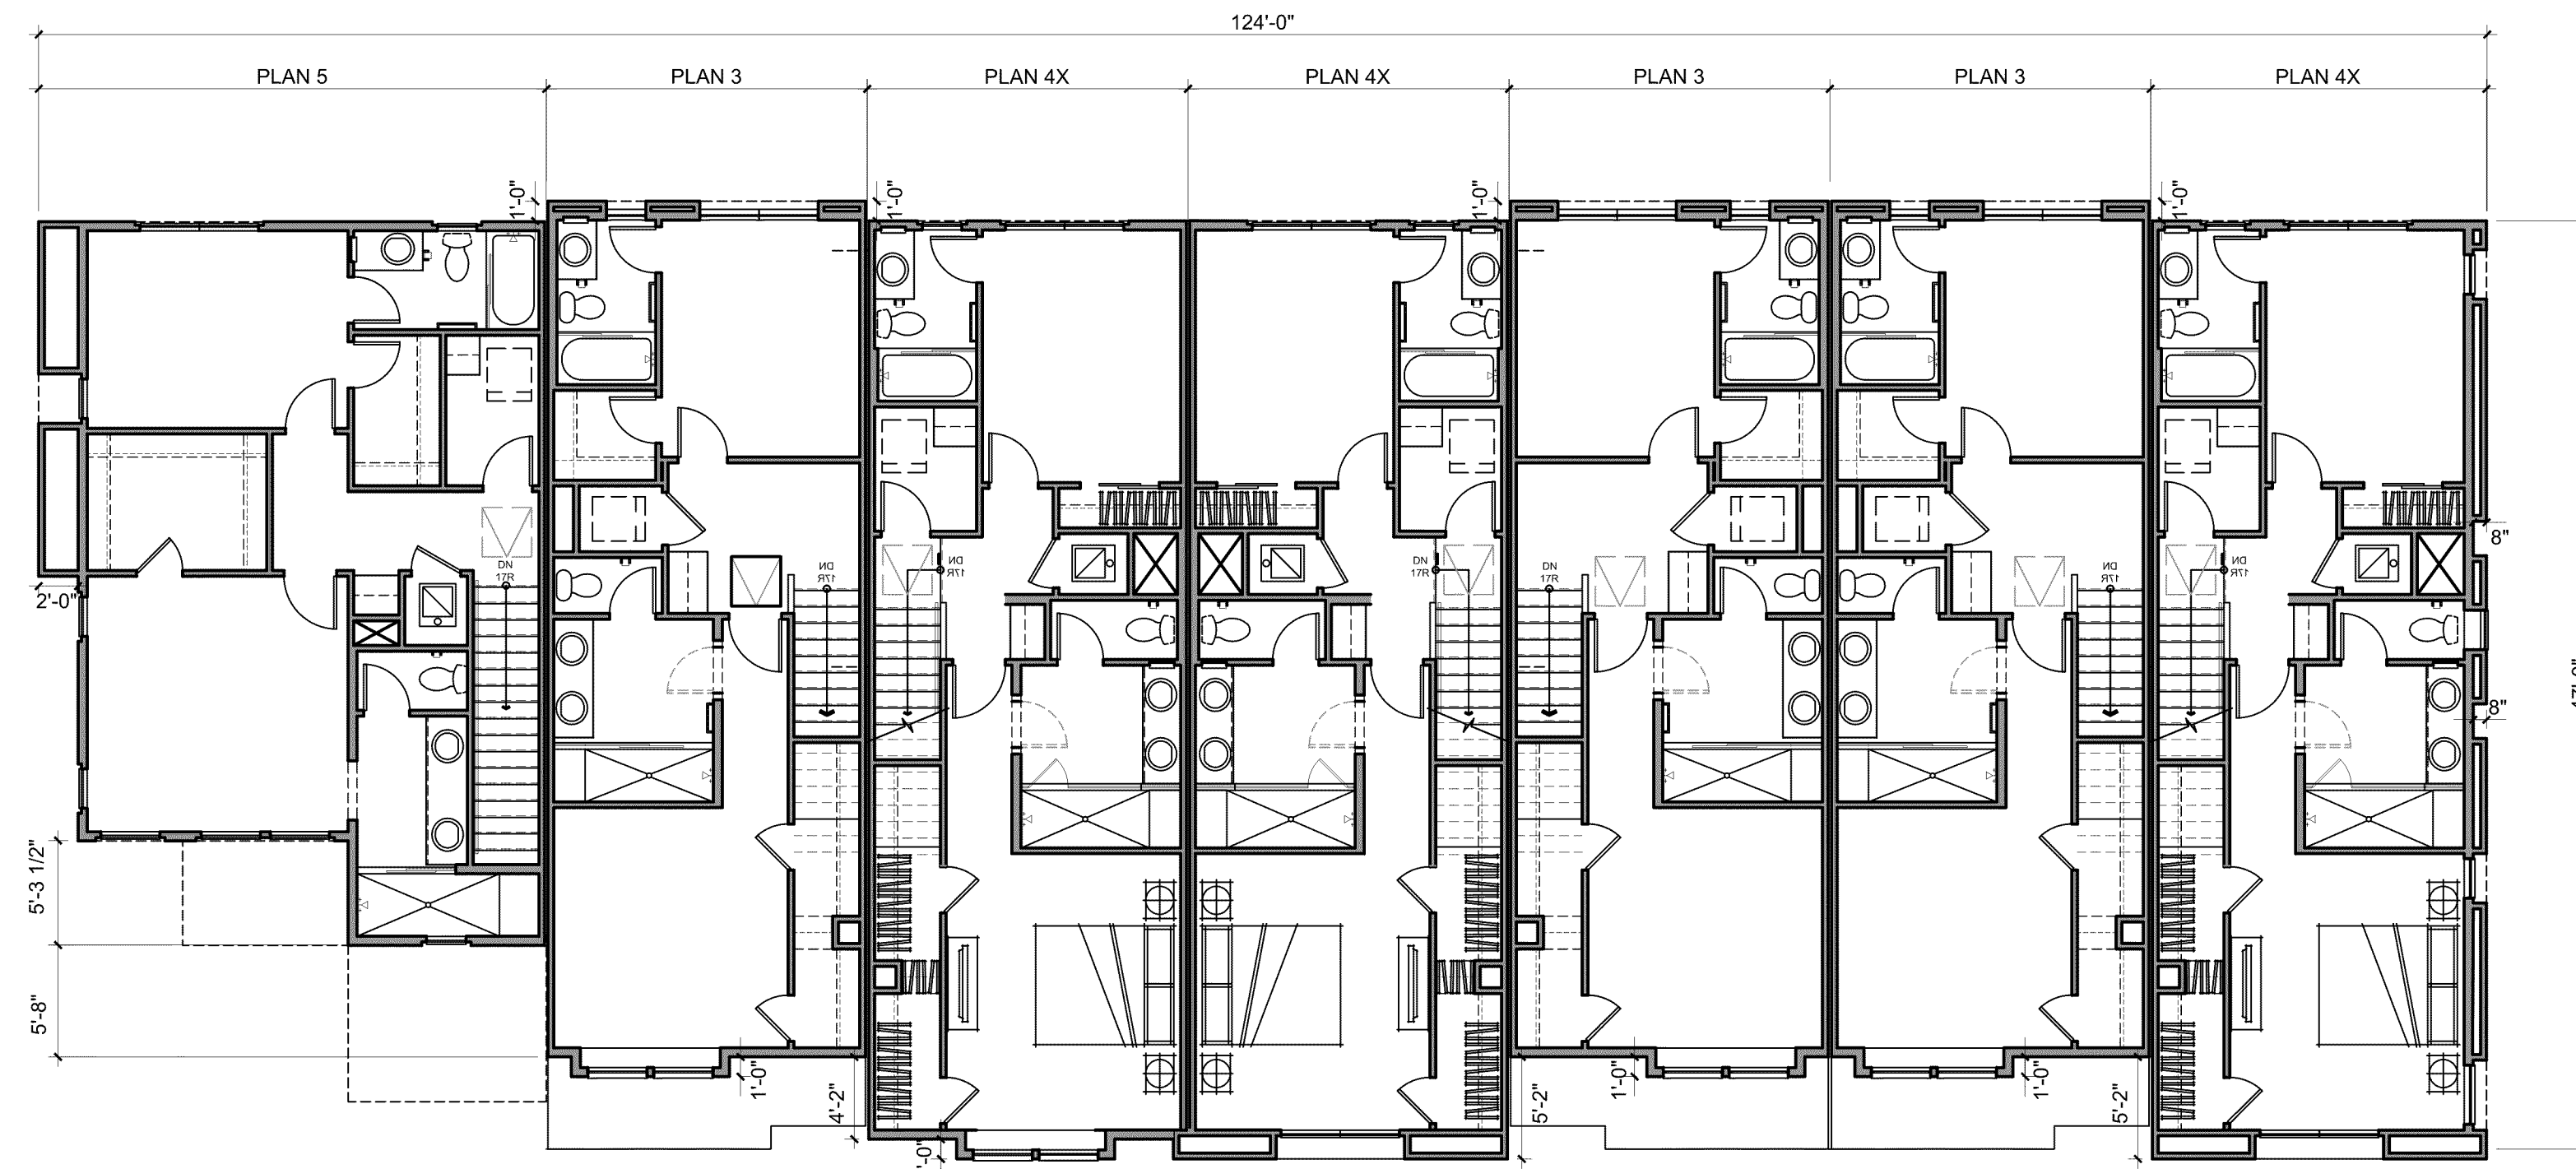 124'-0"
PLAN 5
PLAN 3
PLAN 4X
PLAN 4X
PLAN 3
PLAN 3
PLAN 4X
1'-0"
1'-0"
1'-0"
1'-0"
8"
DN
17R
DN
17R
DN
17R
DN
17R
DN
17R
DN
17R
DN
17R
2'-0"
8"
5'-3 1/2"
5'-8"
1'-0"
4'-2"
5'-2"
1'-0"
1'-0"
5'-2"